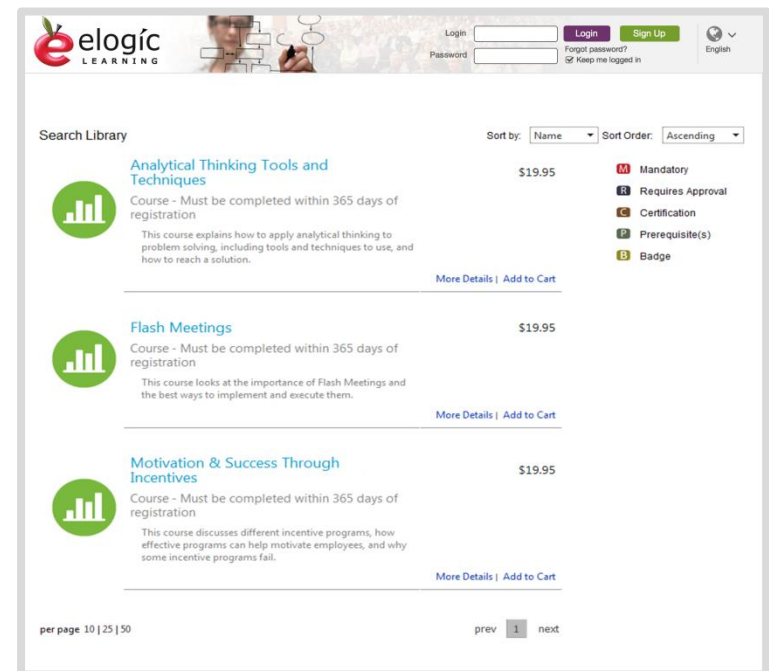 elogíc
LEARNING
Login
Login
Sign Up
Password
Forgot password?
Keep me logged in
English
Search Library
Sort by: Name Sort Order: Ascending
Analytical Thinking Tools and
Techniques
$19.95
Course - Must be completed within 365 days of
registration
This course explains how to apply analytical thinking to
problem solving, including tools and techniques to use, and
how to reach a solution.
More Details | Add to Cart
M Mandatory
R Requires Approval
C Certification
P Prerequisite(s)
B Badge
Flash Meetings
$19.95
Course - Must be completed within 365 days of
registration
This course looks at the importance of Flash Meetings and
the best ways to implement and execute them.
More Details | Add to Cart
Motivation & Success Through
Incentives
$19.95
Course - Must be completed within 365 days of
registration
This course discusses different incentive programs, how
effective programs can help motivate employees, and why
some incentive programs fail.
More Details | Add to Cart
per page 10 | 25 | 50
prev 1 next